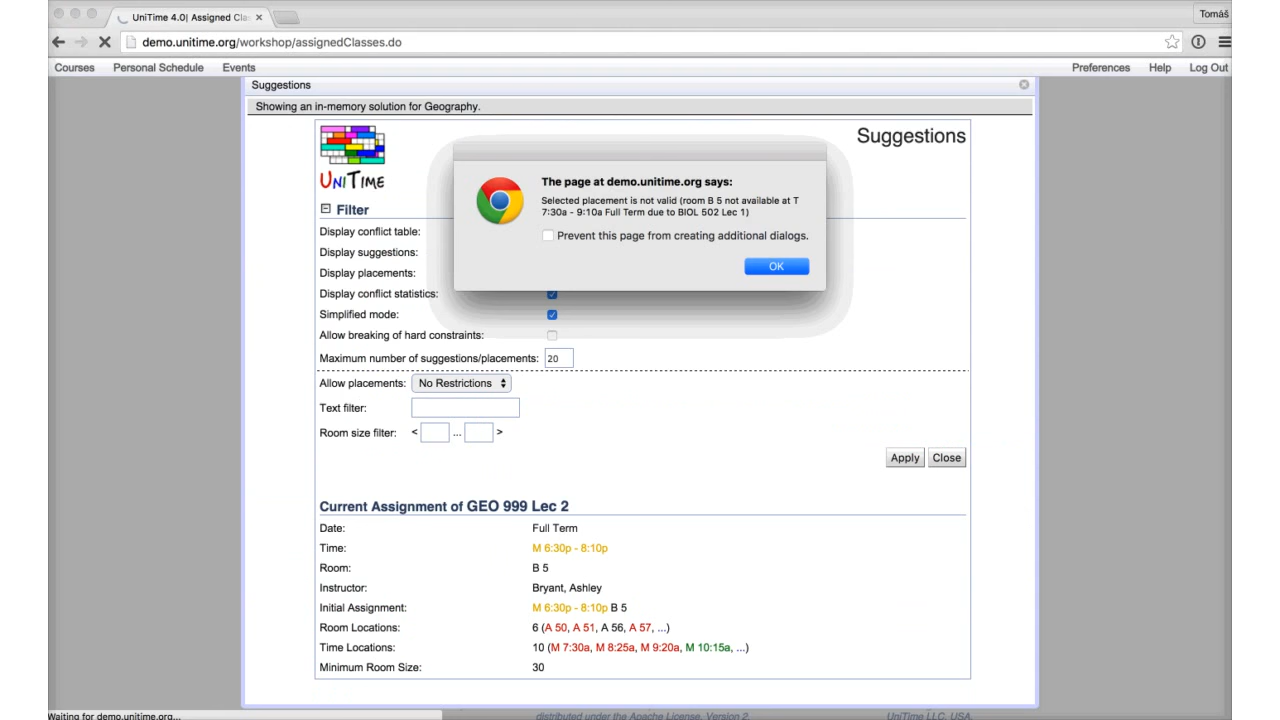 UniTime 4.0| Assigned Cla
Tomáš
demo.unitime.org/workshop/assignedClasses.do
Courses Personal Schedule Events Preferences Help Log Out
Suggestions
Showing an in-memory solution for Geography.
UNITIME
Suggestions
The page at demo.unitime.org says:
Selected placement is not valid (room B 5 not available at T
7:30a - 9:10a Full Term due to BIOL 502 Lec 1)
Prevent this page from creating additional dialogs.
OK
Filter
Display conflict table:
Display suggestions:
Display placements:
Display conflict statistics:
Simplified mode:
Allow breaking of hard constraints:
Maximum number of suggestions/placements: 20
Allow placements: No Restrictions
Text filter:
Room size filter: < ... >
Apply Close
Current Assignment of GEO 999 Lec 2
Date: Full Term
Time: M 6:30p - 8:10p
Room: B 5
Instructor: Bryant, Ashley
Initial Assignment: M 6:30p - 8:10p B 5
Room Locations: 6 (A 50, A 51, A 56, A 57, ...)
Time Locations: 10 (M 7:30a, M 8:25a, M 9:20a, M 10:15a, ...)
Minimum Room Size: 30
Waiting for demo.unitime.org... distributed under the Apache License, Version 2. UniTime LLC, USA.